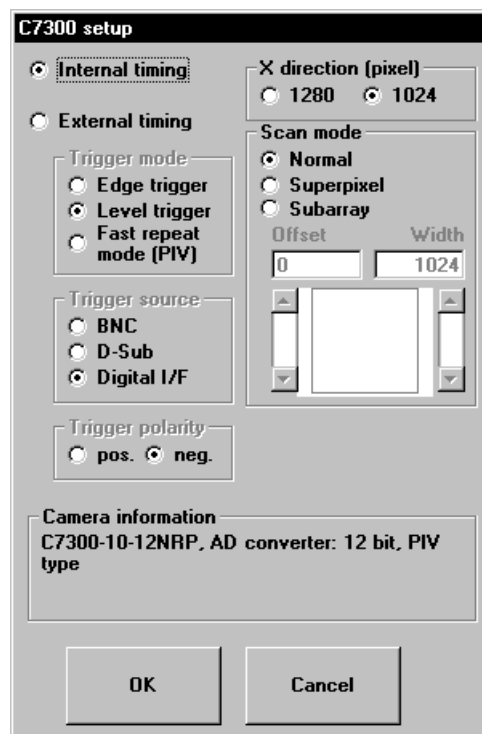 C7300 setup
Internal timing
External timing
Trigger mode
Edge trigger
Level trigger
Fast repeat
mode (PIV)
Trigger source
BNC
D-Sub
Digital I/F
Trigger polarity
pos. neg.
X direction (pixel)
1280 1024
Scan mode
Normal
Superpixel
Subarray
Offset Width
0 1024
Camera information
C7300-10-12NRP, AD converter: 12 bit, PIV
type
OK Cancel